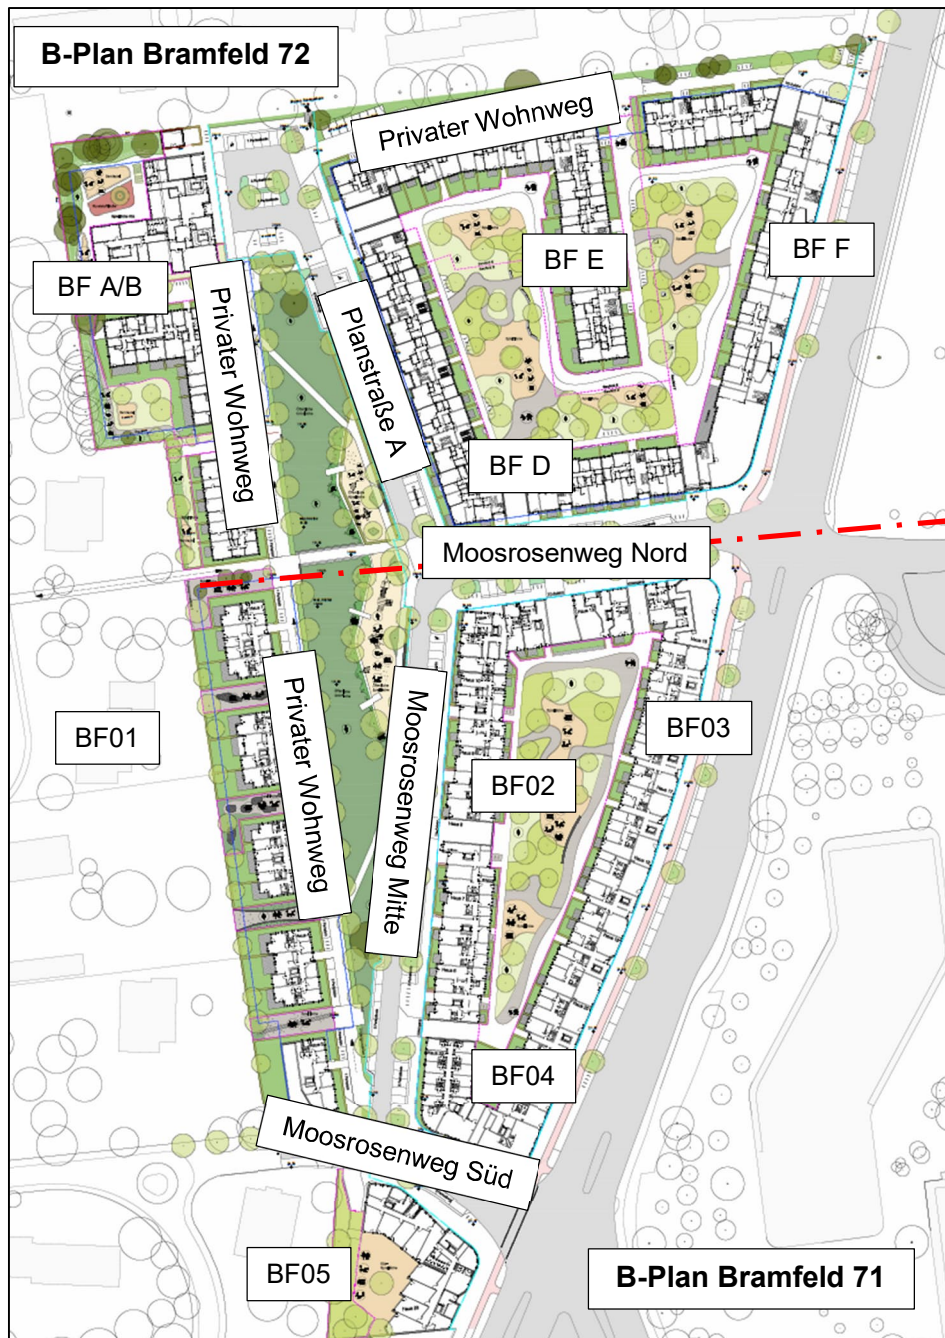 B-Plan Bramfeld 72
Privater Wohnweg
BF E
BF F
BF A/B
Privater Wohnweg
Planstraße A
BF D
Moosrosenweg Nord
BF01
Privater Wohnweg
Moosrosenweg Mitte
BF03
BF02
BF04
Moosrosenweg Süd
BF05
B-Plan Bramfeld 71